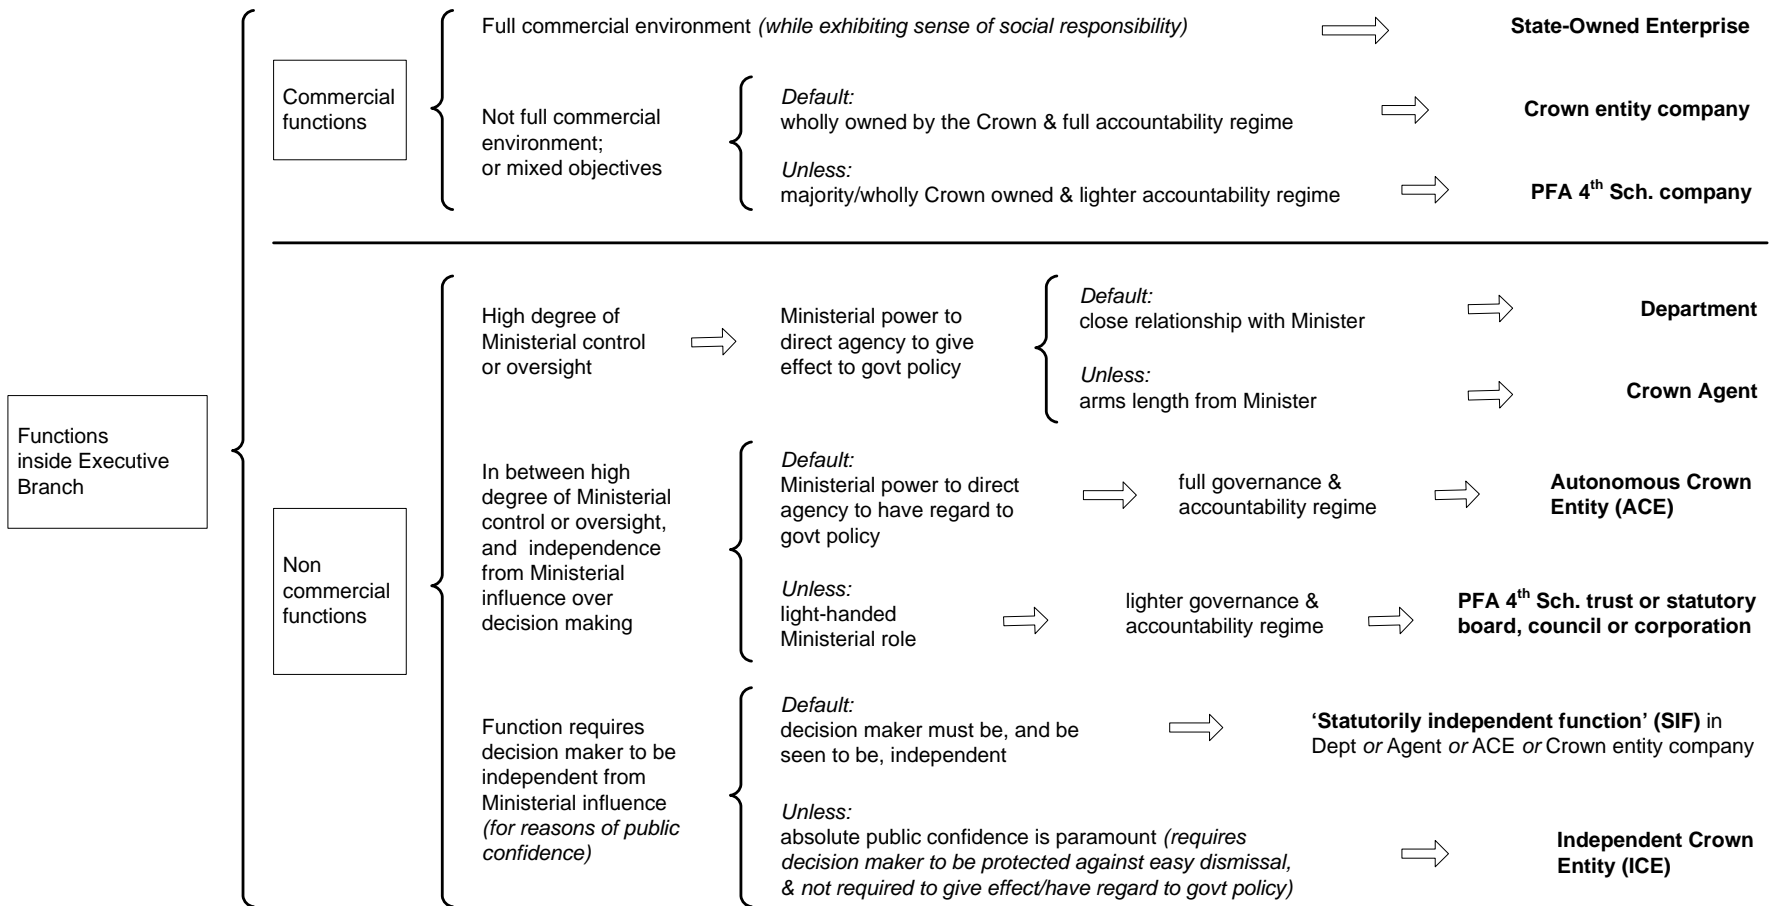 Functions
inside Executive
Branch
Commercial
functions
Full commercial environment (while exhibiting sense of social responsibility)
State-Owned Enterprise
Not full commercial
environment;
or mixed objectives
Default:
wholly owned by the Crown & full accountability regime
Crown entity company
Unless:
majority/wholly Crown owned & lighter accountability regime
PFA 4th Sch. company
Non
commercial
functions
High degree of
Ministerial control
or oversight
Ministerial power to
direct agency to give
effect to govt policy
Default:
close relationship with Minister
Department
Unless:
arms length from Minister
Crown Agent
In between high
degree of Ministerial
control or oversight,
and independence
from Ministerial
influence over
decision making
Default:
Ministerial power to direct
agency to have regard to
govt policy
full governance &
accountability regime
Autonomous Crown
Entity (ACE)
Unless:
light-handed
Ministerial role
lighter governance &
accountability regime
PFA 4th Sch. trust or statutory
board, council or corporation
Function requires
decision maker to be
independent from
Ministerial influence
(for reasons of public
confidence)
Default:
decision maker must be, and be
seen to be, independent
‘Statutorily independent function’ (SIF) in
Dept or Agent or ACE or Crown entity company
Unless:
absolute public confidence is paramount (requires
decision maker to be protected against easy dismissal,
& not required to give effect/have regard to govt policy)
Independent Crown
Entity (ICE)